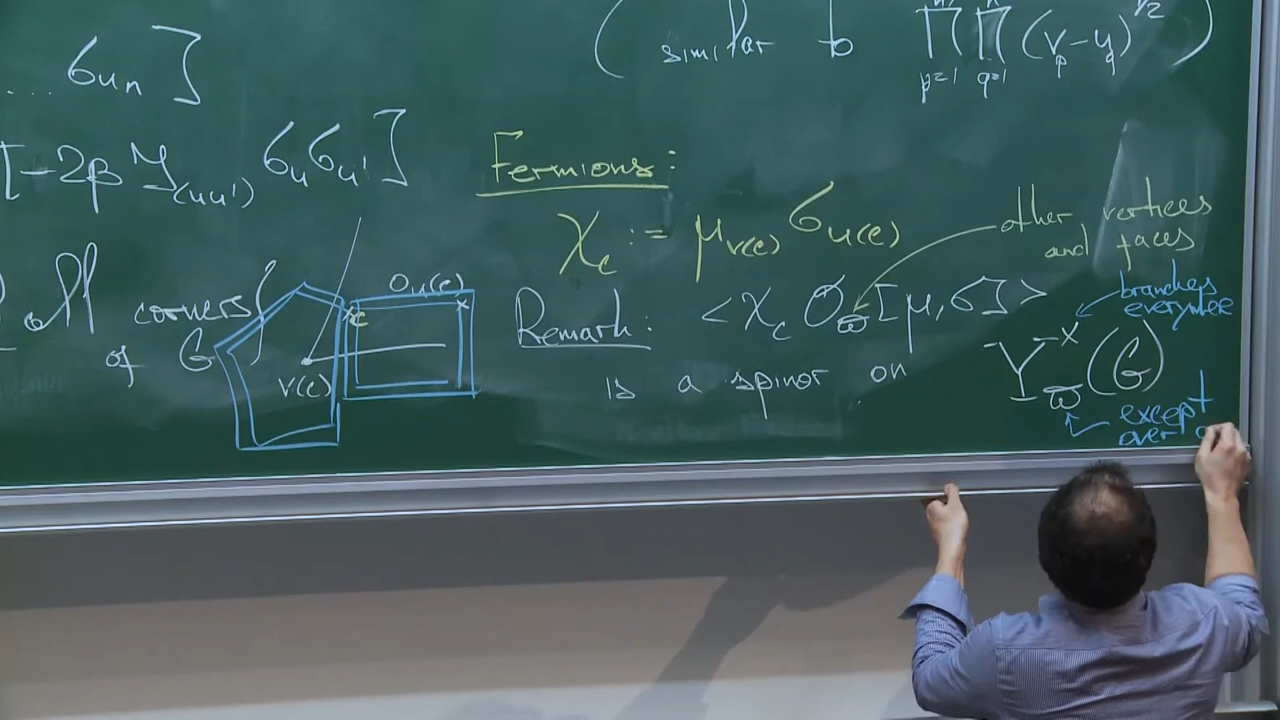 ... σ_{u_n} ]
( similar to ∏_{p=1} ∏_{q=1} (v_p − u_q)^{1/2} )
[−2β J_{(uu')} σ_u σ_{u'} ]
Fermions:
χ_c := μ_{v(c)} σ_{u(c)}
other vertices
and faces
all corners
of G
c
o_{u(c)}
v(c)
Remark: < χ_c O_ϖ [μ,σ] >
is a spinor on Υ^×_ϖ (G)
branches
everywhere
except
over